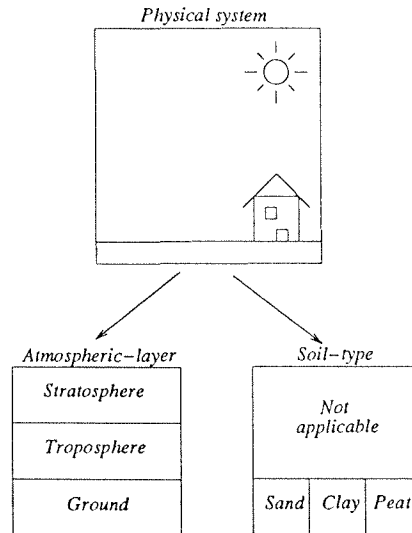 Physical system
Atmospheric-layer
Stratosphere
Troposphere
Ground
Soil-type
Not
applicable
Sand Clay Peat